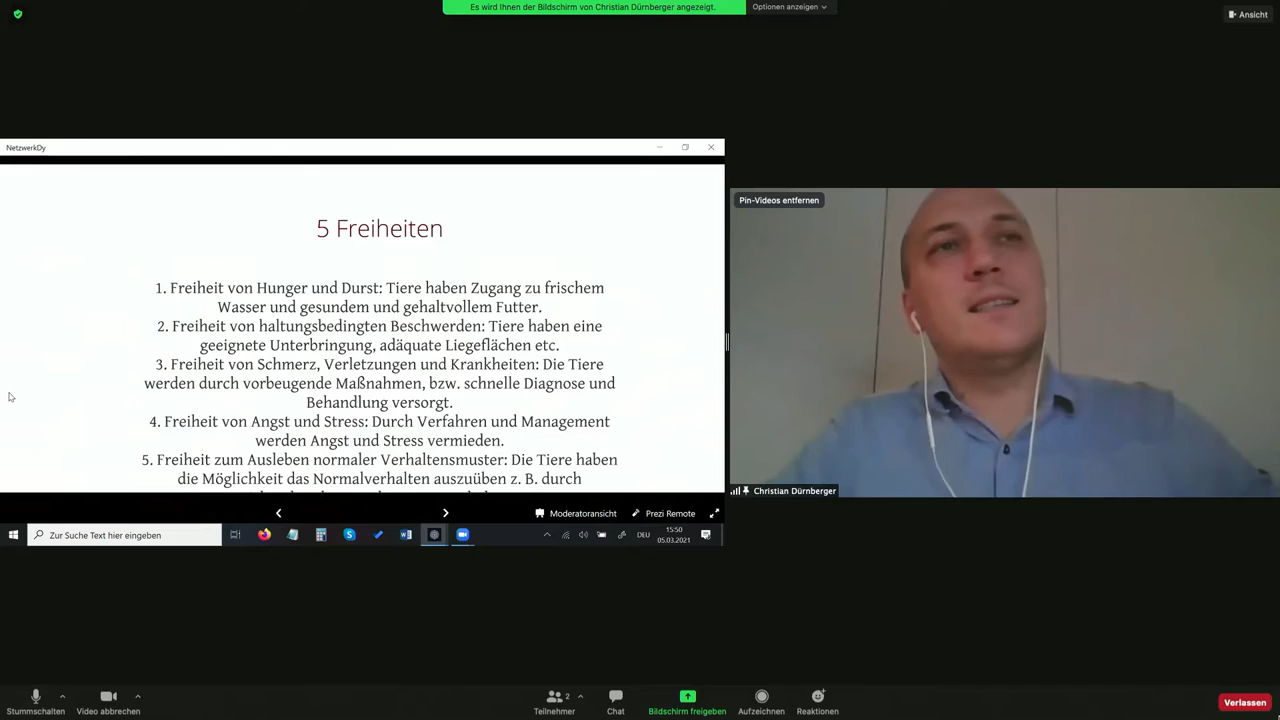 Es wird Ihnen der Bildschirm von Christian Dürnberger angezeigt.
Optionen anzeigen
Ansicht
NetzwerkDy
5 Freiheiten
1. Freiheit von Hunger und Durst: Tiere haben Zugang zu frischem
Wasser und gesundem und gehaltvollem Futter.
2. Freiheit von haltungsbedingten Beschwerden: Tiere haben eine
geeignete Unterbringung, adäquate Liegeflächen etc.
3. Freiheit von Schmerz, Verletzungen und Krankheiten: Die Tiere
werden durch vorbeugende Maßnahmen, bzw. schnelle Diagnose und
Behandlung versorgt.
4. Freiheit von Angst und Stress: Durch Verfahren und Management
werden Angst und Stress vermieden.
5. Freiheit zum Ausleben normaler Verhaltensmuster: Die Tiere haben
die Möglichkeit das Normalverhalten auszuüben z. B. durch
Moderatoransicht
Prezi Remote
Zur Suche Text hier eingeben
DEU
15:50
05.03.2021
Pin-Videos entfernen
Christian Dürnberger
Stummschalten
Video abbrechen
2
Teilnehmer
Chat
Bildschirm freigeben
Aufzeichnen
Reaktionen
Verlassen